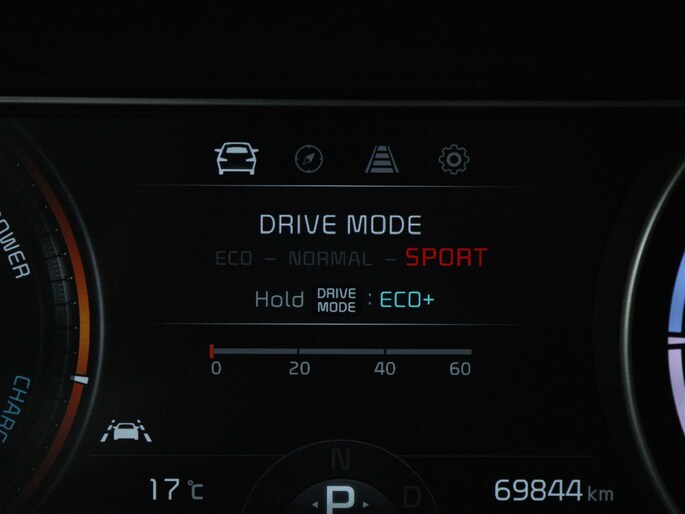 DRIVE MODE
ECO - NORMAL - SPORT
Hold DRIVE MODE : ECO+
0 20 40 60
POWER
CHARG
N
P D
17 °C
69844 km